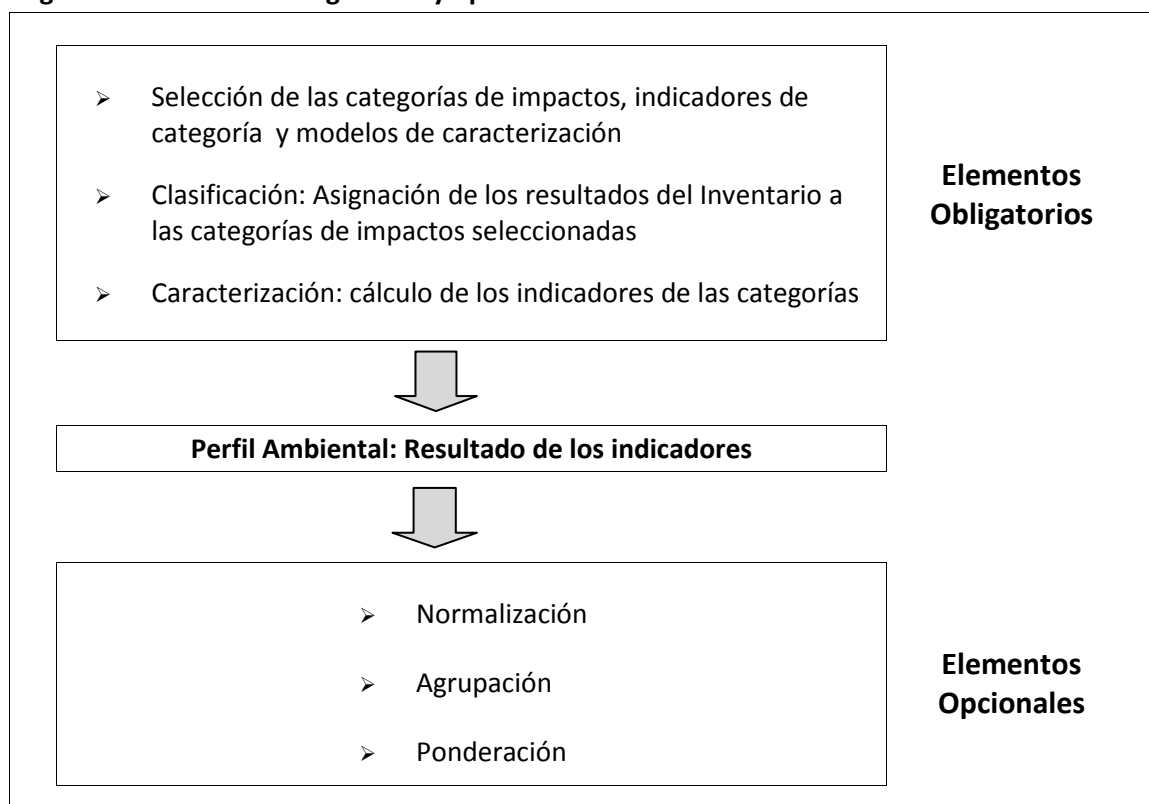 ➢ Selección de las categorías de impactos, indicadores de
categoría y modelos de caracterización
➢ Clasificación: Asignación de los resultados del Inventario a
las categorías de impactos seleccionadas
➢ Caracterización: cálculo de los indicadores de las categorías
Elementos
Obligatorios
Perfil Ambiental: Resultado de los indicadores
➢ Normalización
➢ Agrupación
➢ Ponderación
Elementos
Opcionales